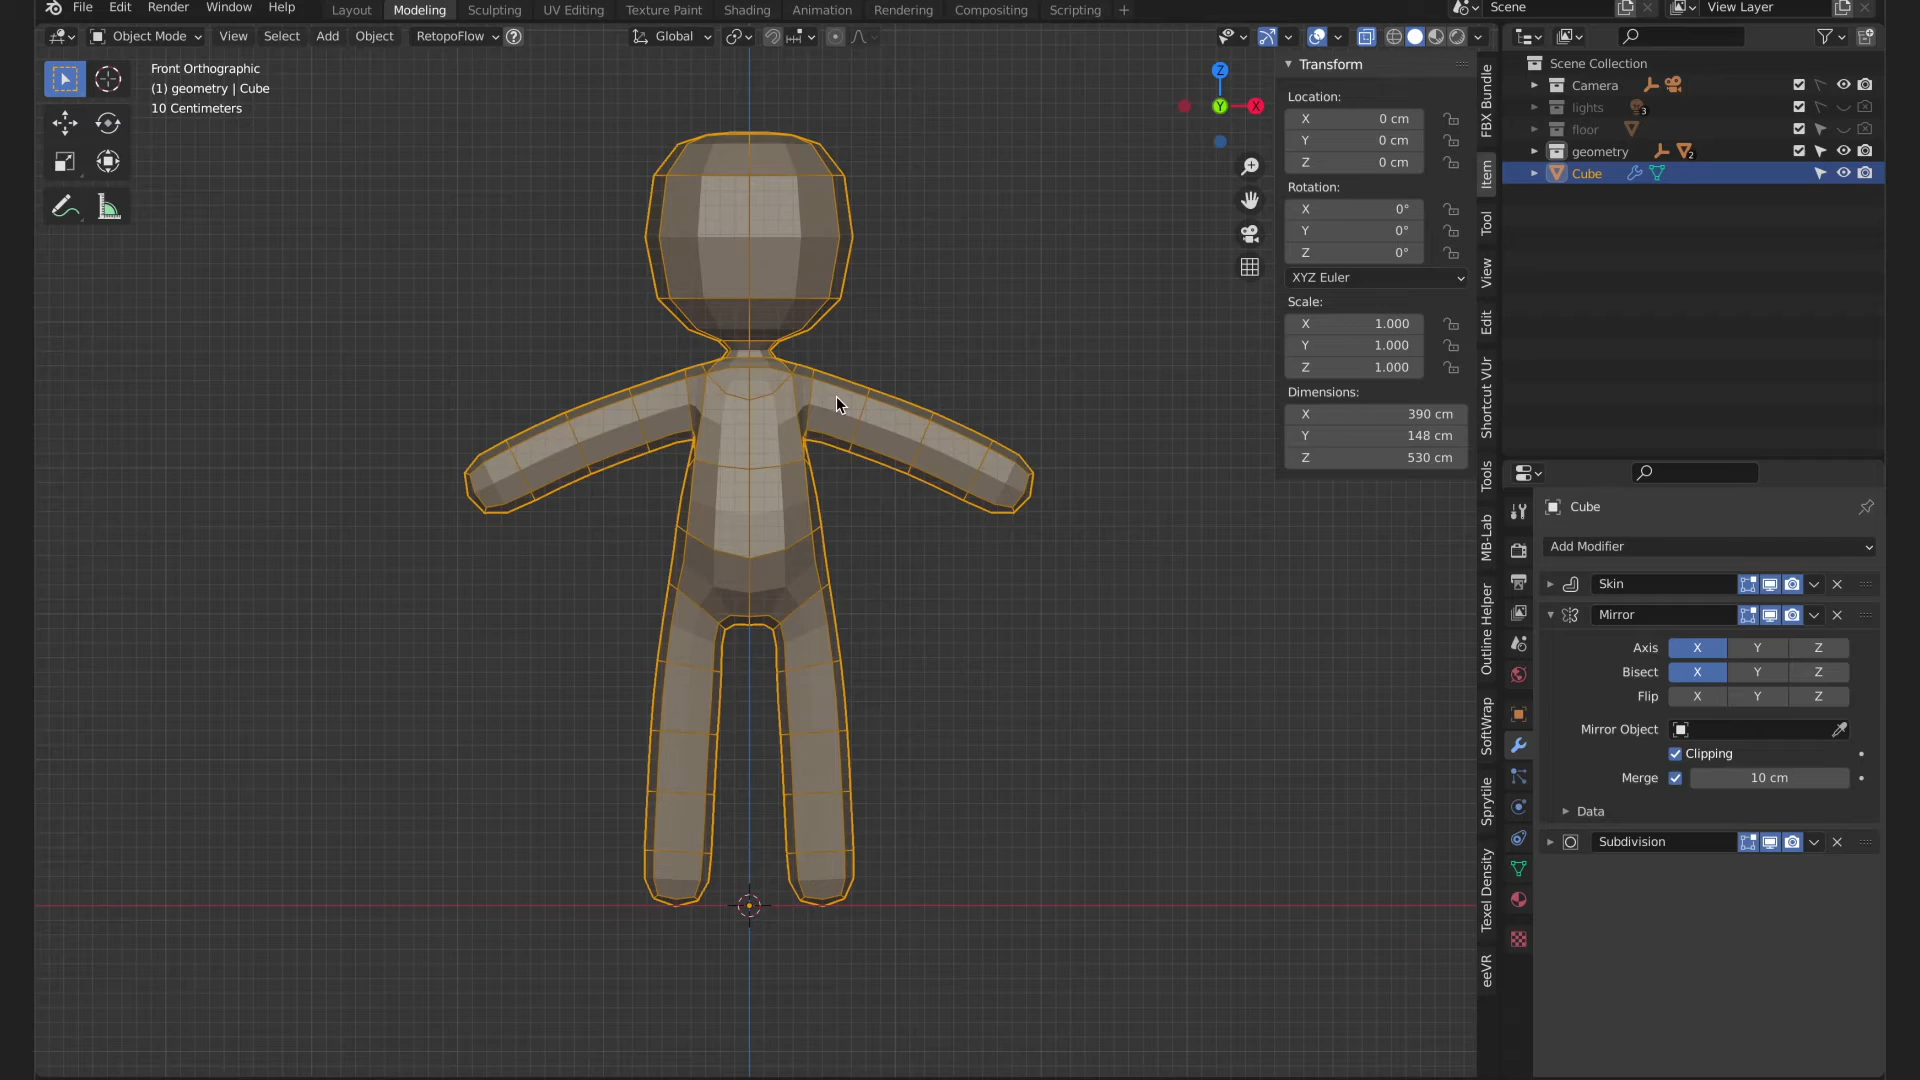 File Edit Render Window Help Layout Modeling Sculpting UV Editing Texture Paint Shading Animation Rendering Compositing Scripting + Scene View Layer
Object Mode View Select Add Object RetopoFlow Global
Front Orthographic
(1) geometry | Cube
10 Centimeters
Z
Y
X
Transform
Location:
X 0 cm
Y 0 cm
Z 0 cm
Rotation:
X 0°
Y 0°
Z 0°
XYZ Euler
Scale:
X 1.000
Y 1.000
Z 1.000
Dimensions:
X 390 cm
Y 148 cm
Z 530 cm
FBX Bundle
Item
Tool
View
Edit
Shortcut VUr
Tools
MB-Lab
Outline Helper
SoftWrap
Sprytile
Texel Density
eeVR
Scene Collection
Camera
lights 3
floor
geometry 2
Cube
Cube
Add Modifier
Skin
Mirror
Axis X Y Z
Bisect X Y Z
Flip X Y Z
Mirror Object
Clipping
Merge 10 cm
Data
Subdivision